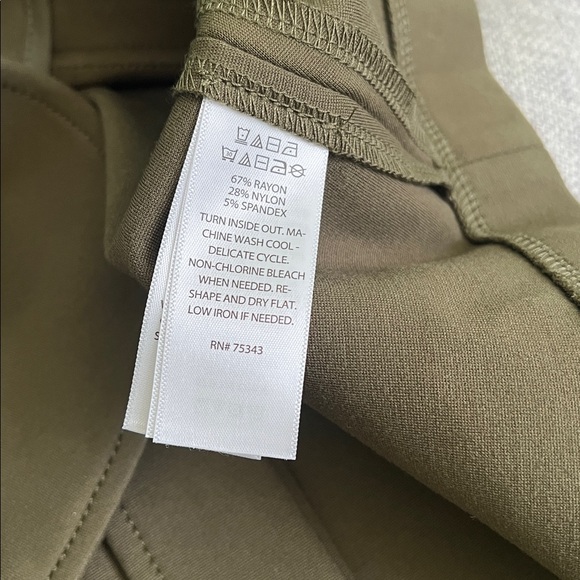 67% RAYON
28% NYLON
5% SPANDEX
TURN INSIDE OUT. MA-
CHINE WASH COOL -
DELICATE CYCLE.
NON-CHLORINE BLEACH
WHEN NEEDED. RE-
SHAPE AND DRY FLAT.
LOW IRON IF NEEDED.
RN# 75343